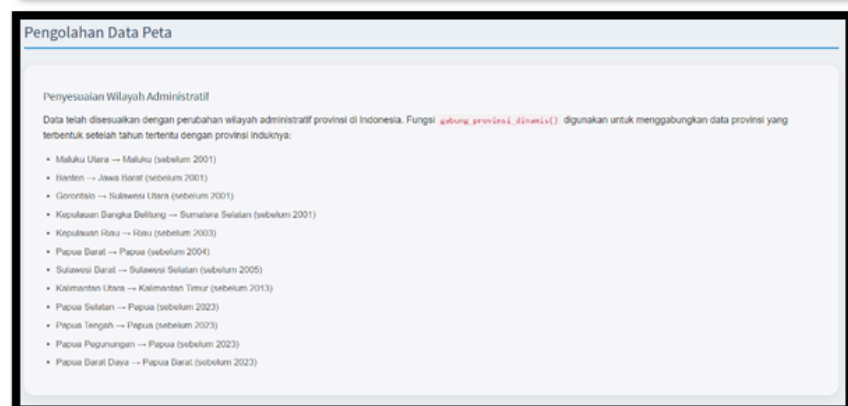 Pengolahan Data Peta
Penyesuaian Wilayah Administratif
Data telah disesuaikan dengan perubahan wilayah administratif provinsi di Indonesia. Fungsi gabung_provinsi_dinamis() digunakan untuk menggabungkan data provinsi yang
terbentuk setelah tahun tertentu dengan provinsi induknya:
• Maluku Utara → Maluku (sebelum 2001)
• Banten → Jawa Barat (sebelum 2001)
• Gorontalo → Sulawesi Utara (sebelum 2001)
• Kepulauan Bangka Belitung → Sumatera Selatan (sebelum 2001)
• Kepulauan Riau → Riau (sebelum 2003)
• Papua Barat → Papua (sebelum 2004)
• Sulawesi Barat → Sulawesi Selatan (sebelum 2005)
• Kalimantan Utara → Kalimantan Timur (sebelum 2013)
• Papua Selatan → Papua (sebelum 2023)
• Papua Tengah → Papua (sebelum 2023)
• Papua Pegunungan → Papua (sebelum 2023)
• Papua Barat Daya → Papua Barat (sebelum 2023)